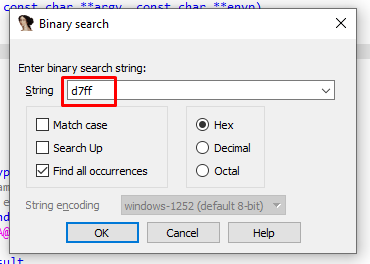 const char **argv, const char **envp)
Binary search
Enter binary search string:
String d7ff
Match case
Search Up
Find all occurrences
Hex
Decimal
Octal
String encoding windows-1252 (default 8-bit)
OK Cancel Help